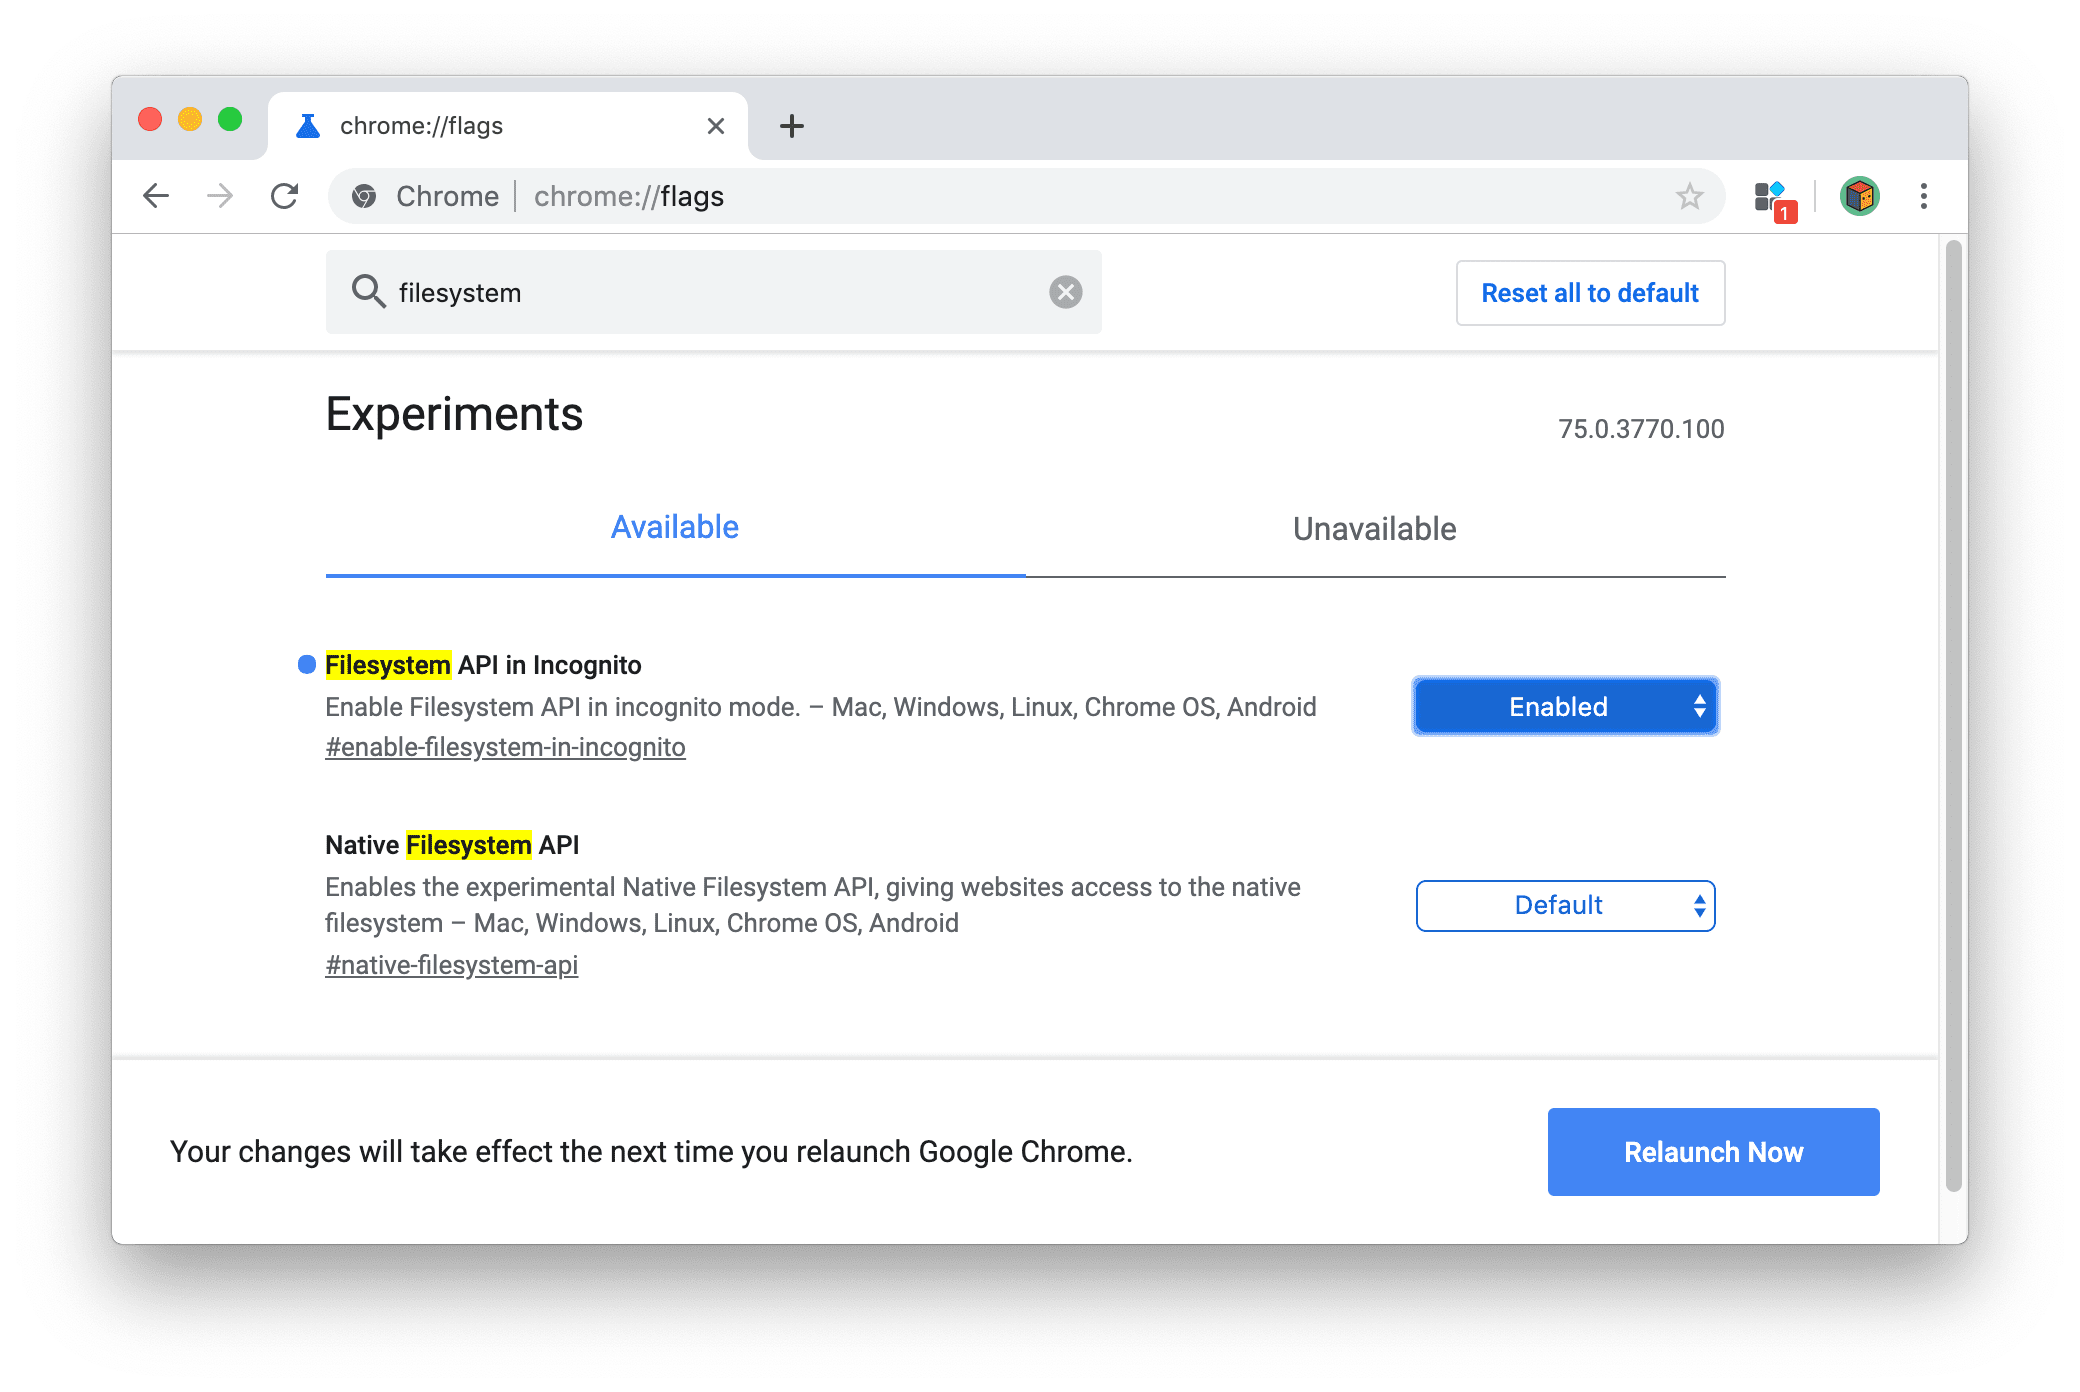 chrome://flags
Chrome chrome://flags
1
filesystem
Reset all to default
Experiments
75.0.3770.100
Available
Unavailable
Filesystem API in Incognito
Enable Filesystem API in incognito mode. – Mac, Windows, Linux, Chrome OS, Android
#enable-filesystem-in-incognito
Enabled
Native Filesystem API
Enables the experimental Native Filesystem API, giving websites access to the native
filesystem – Mac, Windows, Linux, Chrome OS, Android
#native-filesystem-api
Default
Your changes will take effect the next time you relaunch Google Chrome.
Relaunch Now